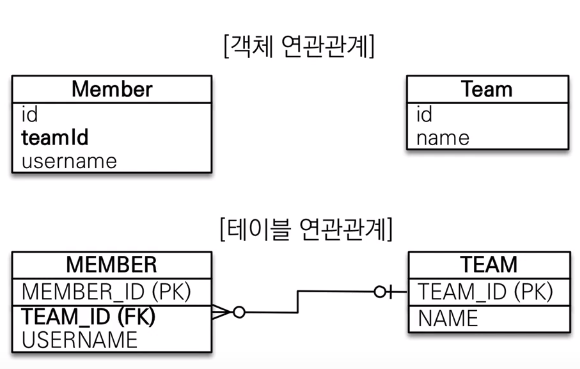 [객체 연관관계]
Member
id
teamId
username
Team
id
name
[테이블 연관관계]
MEMBER
MEMBER_ID (PK)
TEAM_ID (FK)
USERNAME
TEAM
TEAM_ID (PK)
NAME